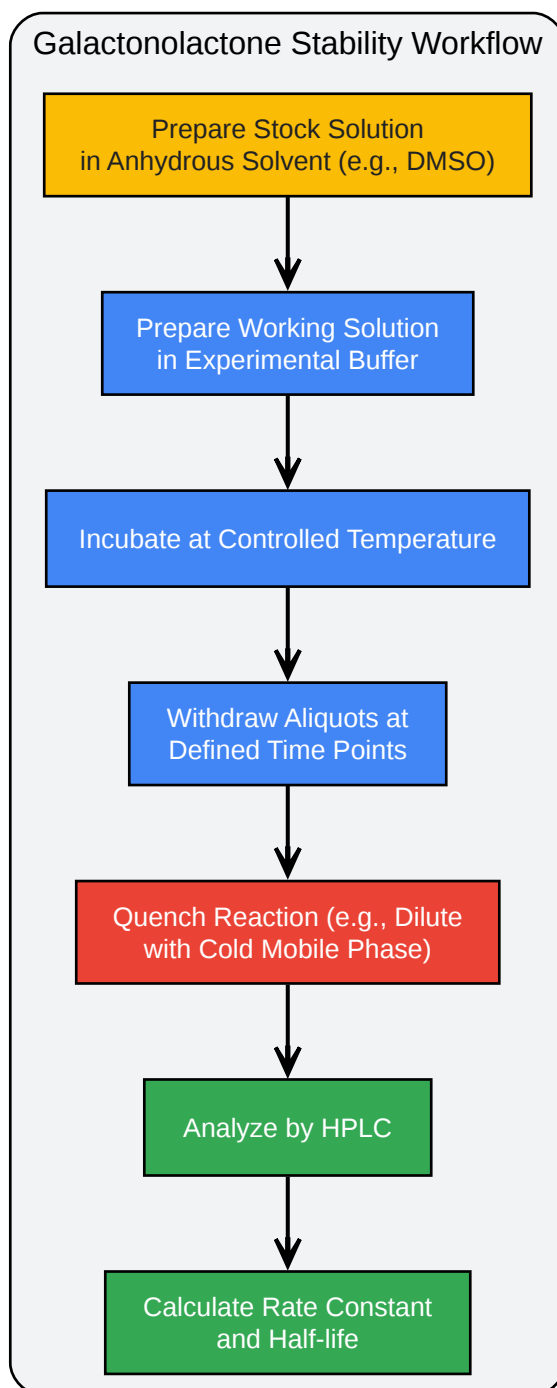 Galactonolactone Stability Workflow
Prepare Stock Solution
in Anhydrous Solvent (e.g., DMSO)
Prepare Working Solution
in Experimental Buffer
Incubate at Controlled Temperature
Withdraw Aliquots at
Defined Time Points
Quench Reaction (e.g., Dilute
with Cold Mobile Phase)
Analyze by HPLC
Calculate Rate Constant
and Half-life